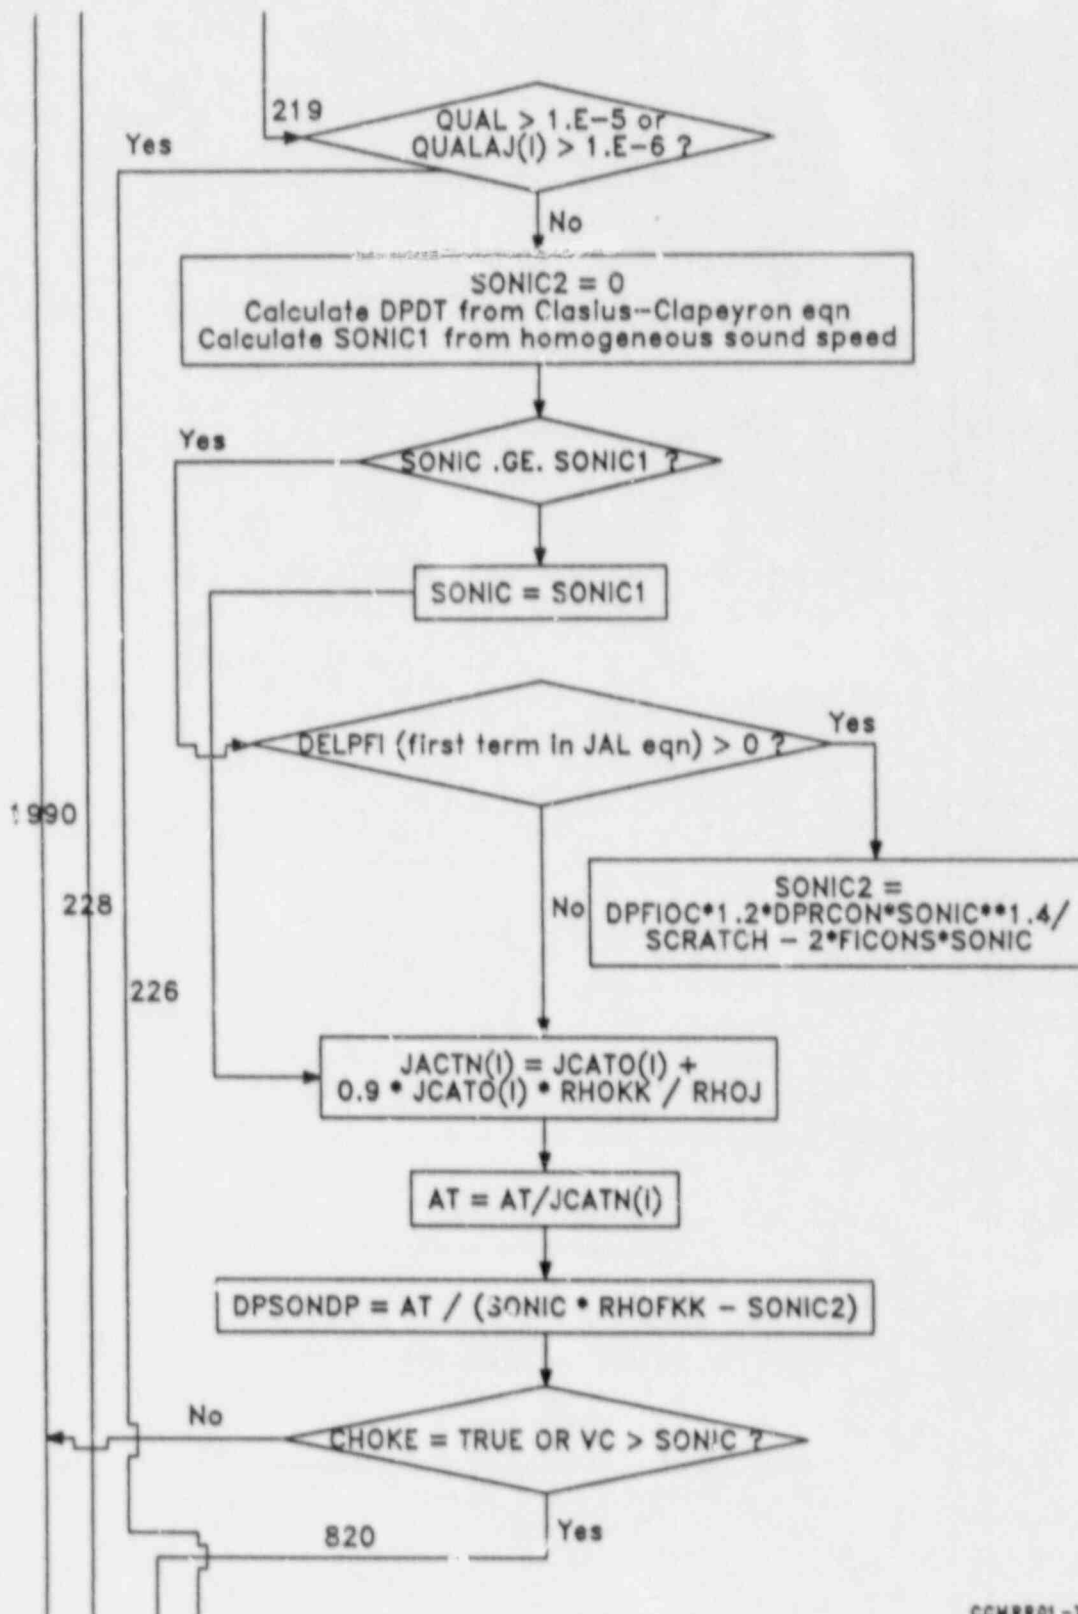 219
QUAL > 1.E-5 or
QUALAJ(I) > 1.E-6 ?
Yes
No
SONIC2 = 0
Calculate DPDT from Clasius-Clapeyron eqn
Calculate SONIC1 from homogeneous sound speed
Yes
SONIC .GE. SONIC1 ?
SONIC = SONIC1
DELPFI (first term in JAL eqn) > 0 ?
Yes
1990
228
No
SONIC2 =
DPFIOC*1.2*DPRCON*SONIC**1.4/
SCRATCH - 2*FICONS*SONIC
226
JACTN(I) = JCATO(I) +
0.9 * JCATO(I) * RHOKK / RHOJ
AT = AT/JCATN(I)
DPSONDP = AT / (SONIC * RHOFKK - SONIC2)
No
CHOKE = TRUE OR VC > SONIC ?
820
Yes